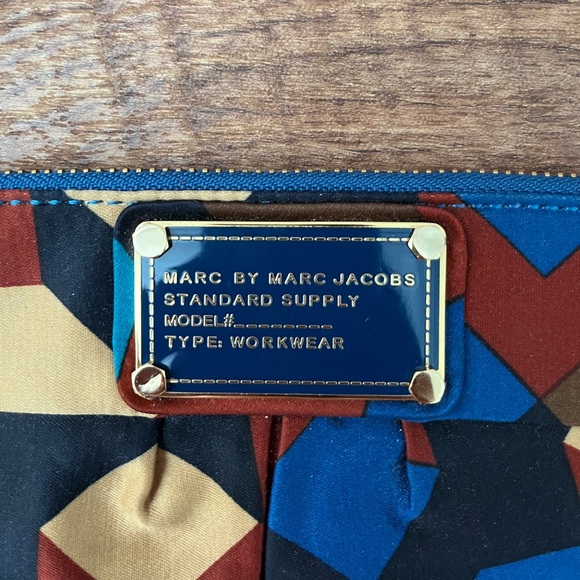 MARC BY MARC JACOBS
STANDARD SUPPLY
MODEL#_________
TYPE: WORKWEAR